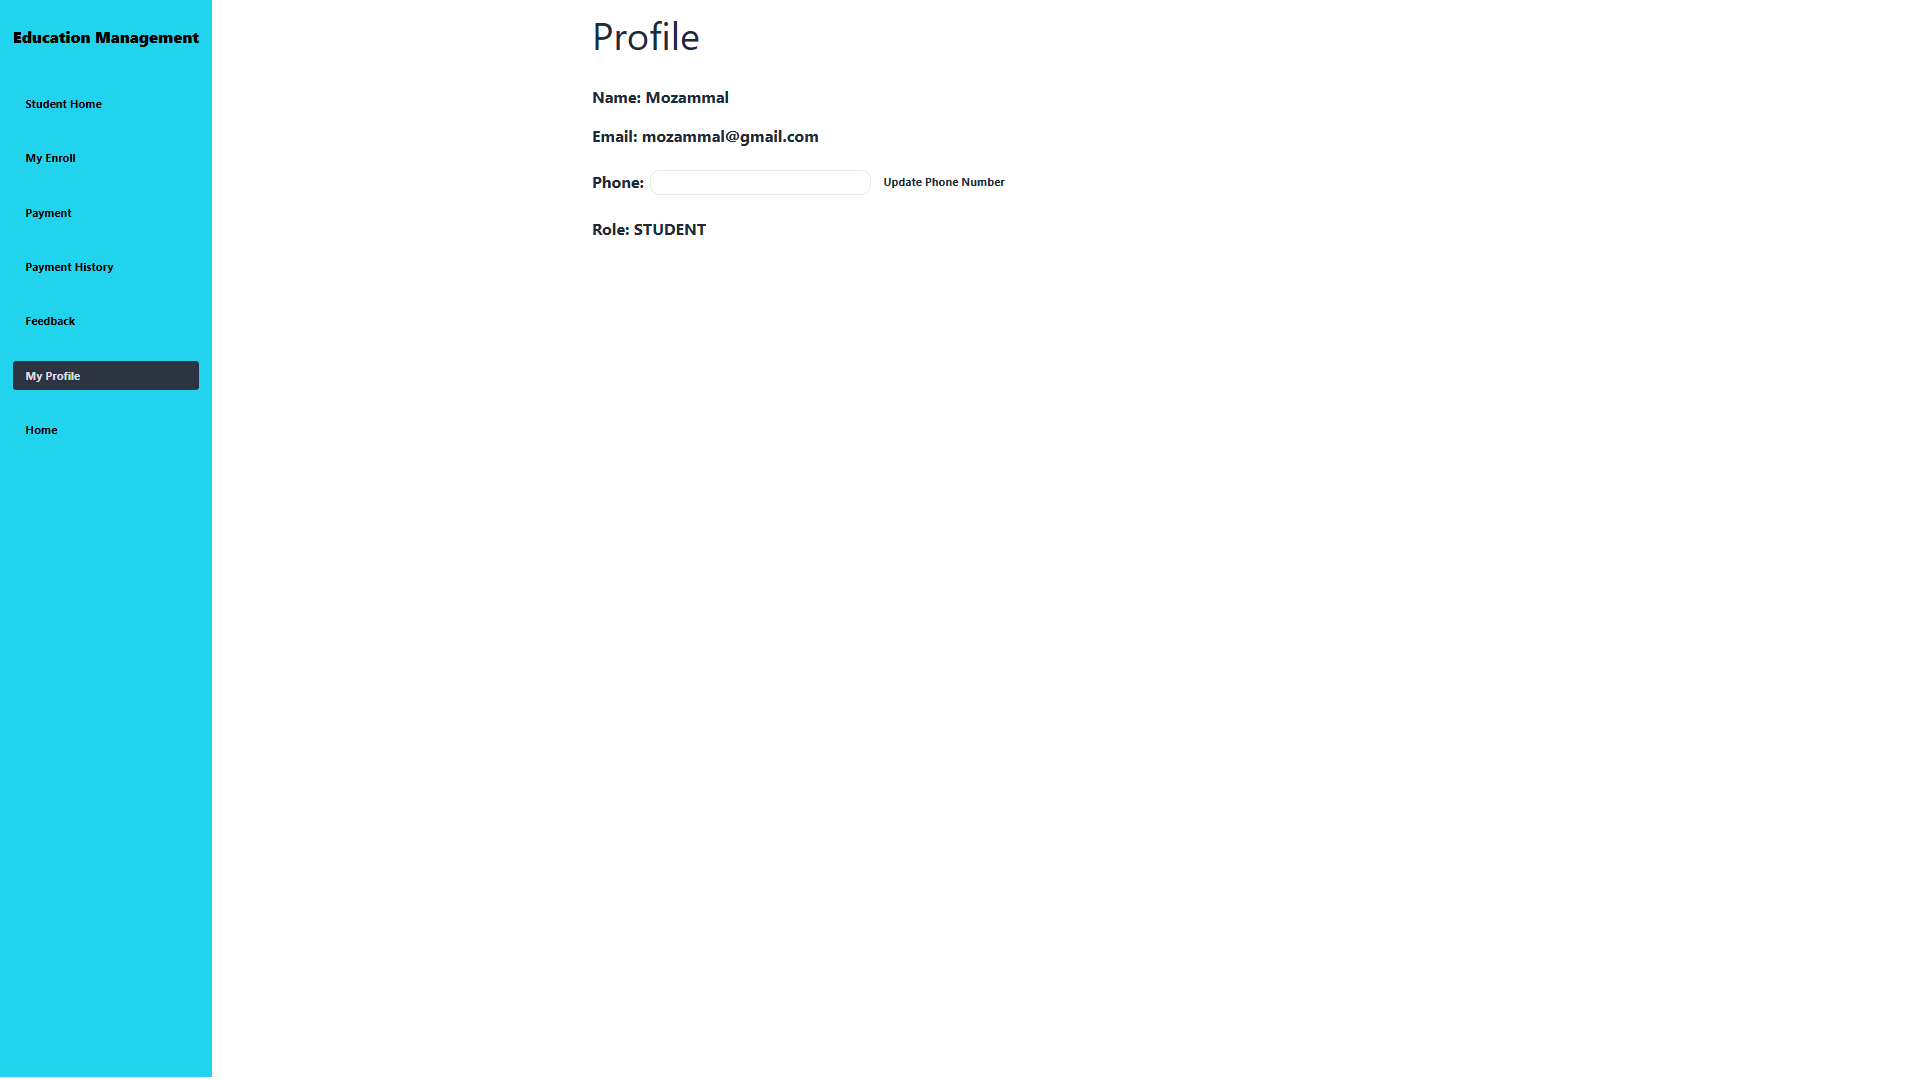 Education Management
Student Home
My Enroll
Payment
Payment History
Feedback
My Profile
Home
Profile
Name: Mozammal
Email: mozammal@gmail.com
Phone: Update Phone Number
Role: STUDENT